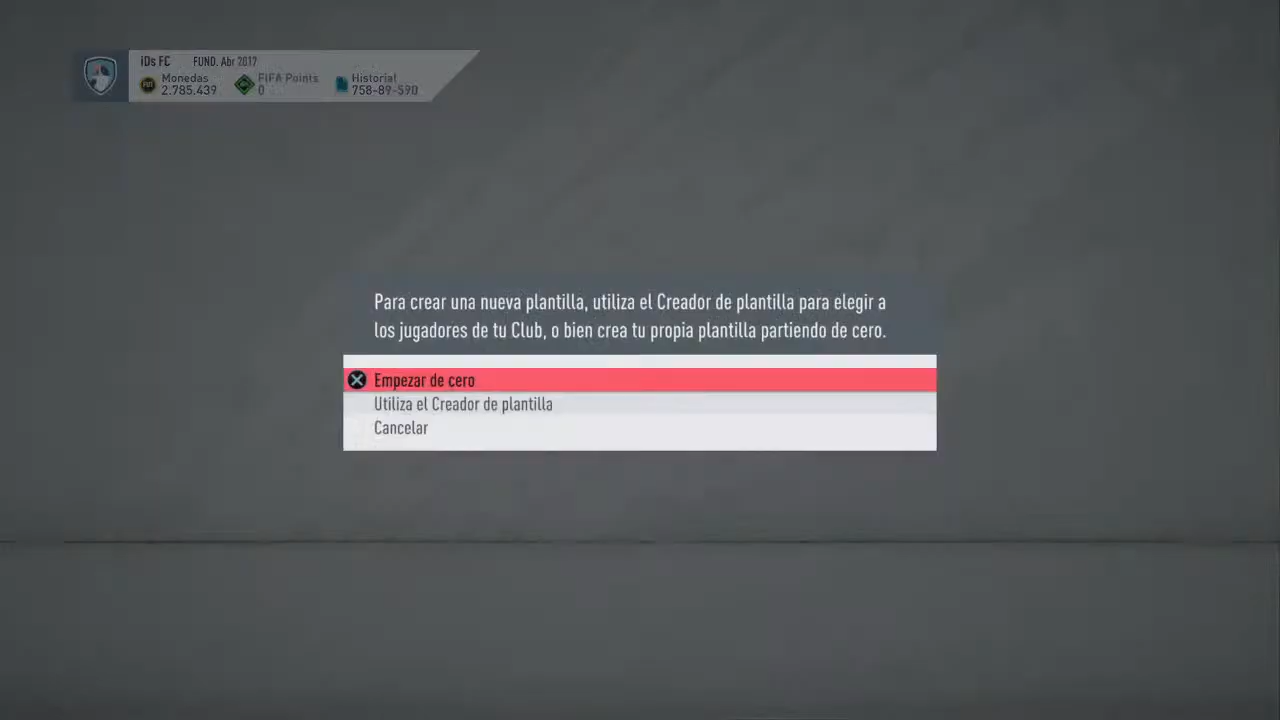 iDs FC FUND. Abr 2017
Monedas FIFA Points Historial
2.785.439 0 758-89-590
Para crear una nueva plantilla, utiliza el Creador de plantilla para elegir a
los jugadores de tu Club, o bien crea tu propia plantilla partiendo de cero.
Empezar de cero
Utiliza el Creador de plantilla
Cancelar